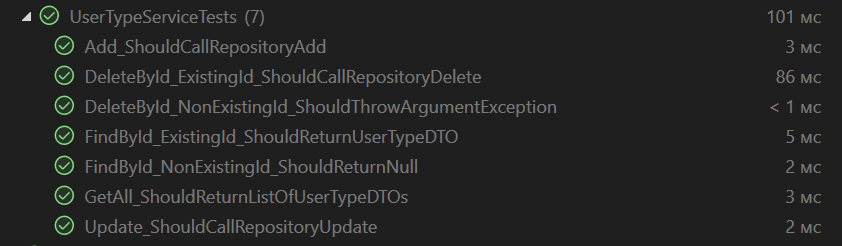 UserTypeServiceTests (7) 101 мс
Add_ShouldCallRepositoryAdd 3 мс
DeleteById_ExistingId_ShouldCallRepositoryDelete 86 мс
DeleteById_NonExistingId_ShouldThrowArgumentException < 1 мс
FindById_ExistingId_ShouldReturnUserTypeDTO 5 мс
FindById_NonExistingId_ShouldReturnNull 2 мс
GetAll_ShouldReturnListOfUserTypeDTOs 3 мс
Update_ShouldCallRepositoryUpdate 2 мс